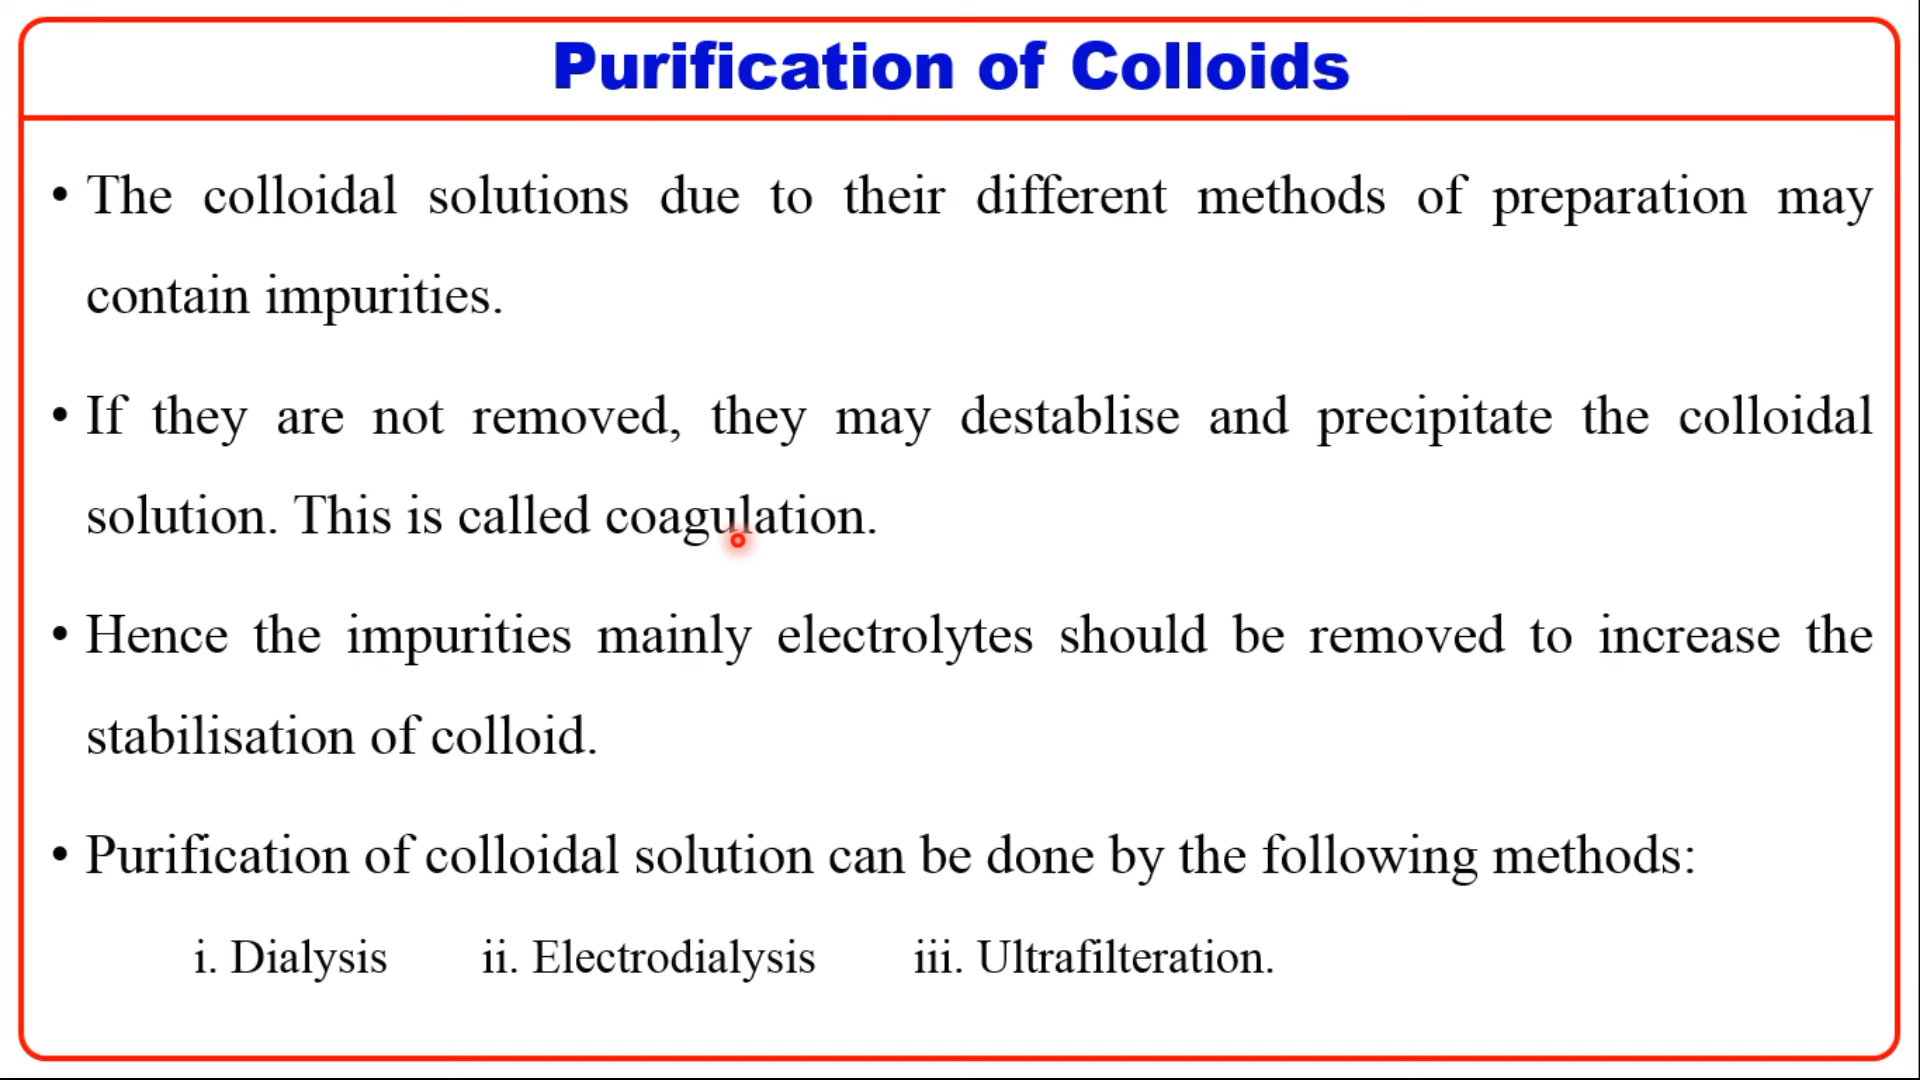 Purification of Colloids
• The colloidal solutions due to their different methods of preparation may
contain impurities.
• If they are not removed, they may destablise and precipitate the colloidal
solution. This is called coagulation.
• Hence the impurities mainly electrolytes should be removed to increase the
stabilisation of colloid.
• Purification of colloidal solution can be done by the following methods:
i. Dialysis ii. Electrodialysis iii. Ultrafilteration.